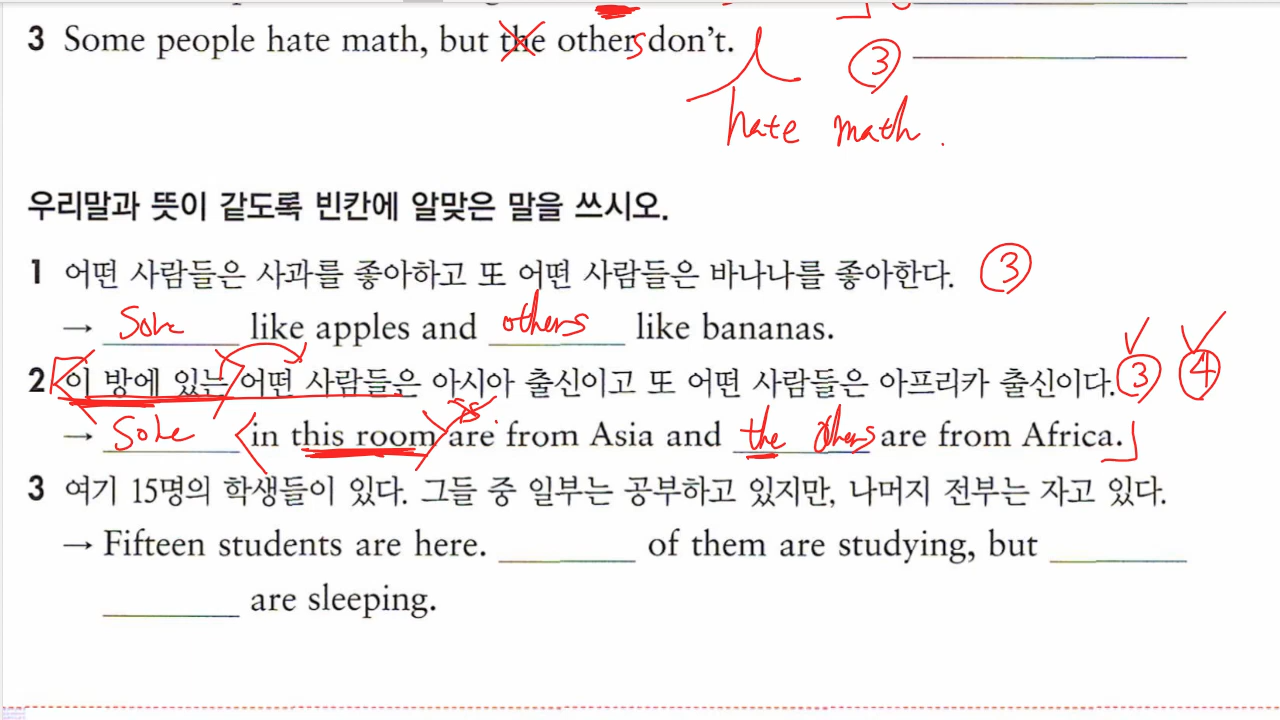 3 Some people hate math, but the others don't. ③
hate math.
우리말과 뜻이 같도록 빈칸에 알맞은 말을 쓰시오.
1 어떤 사람들은 사과를 좋아하고 또 어떤 사람들은 바나나를 좋아한다. ③
→ Some like apples and others like bananas.
2 이 방에 있는 어떤 사람들은 아시아 출신이고 또 어떤 사람들은 아프리카 출신이다. ③ ④
→ Some in this room are from Asia and the others are from Africa.
3 여기 15명의 학생들이 있다. 그들 중 일부는 공부하고 있지만, 나머지 전부는 자고 있다.
→ Fifteen students are here. of them are studying, but
are sleeping.